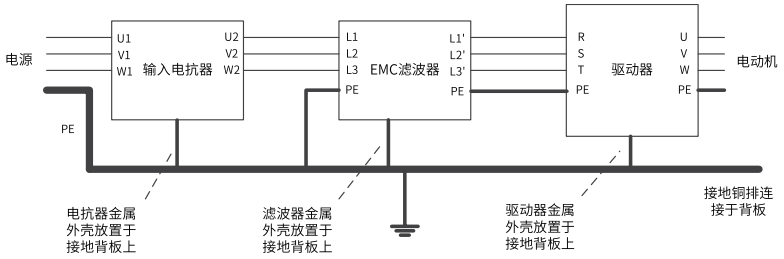 电源
U1
V1
W1
输入电抗器
U2
V2
W2
PE
L1
L2
L3
PE
EMC滤波器
L1'
L2'
L3'
PE
R
S
T
PE
驱动器
U
V
W
PE
电动机
电抗器金属
外壳放置于
接地背板上
滤波器金属
外壳放置于
接地背板上
驱动器金属
外壳放置于
接地背板上
接地铜排连
接于背板